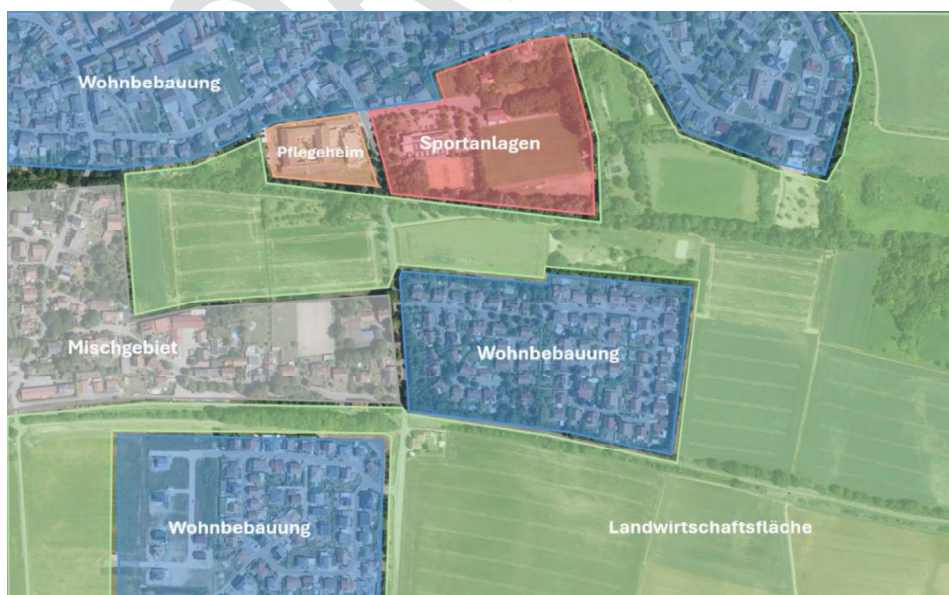 Wohnbebauung
Pflegeheim
Sportanlagen
Mischgebiet
Wohnbebauung
Wohnbebauung
Landwirtschaftsfläche